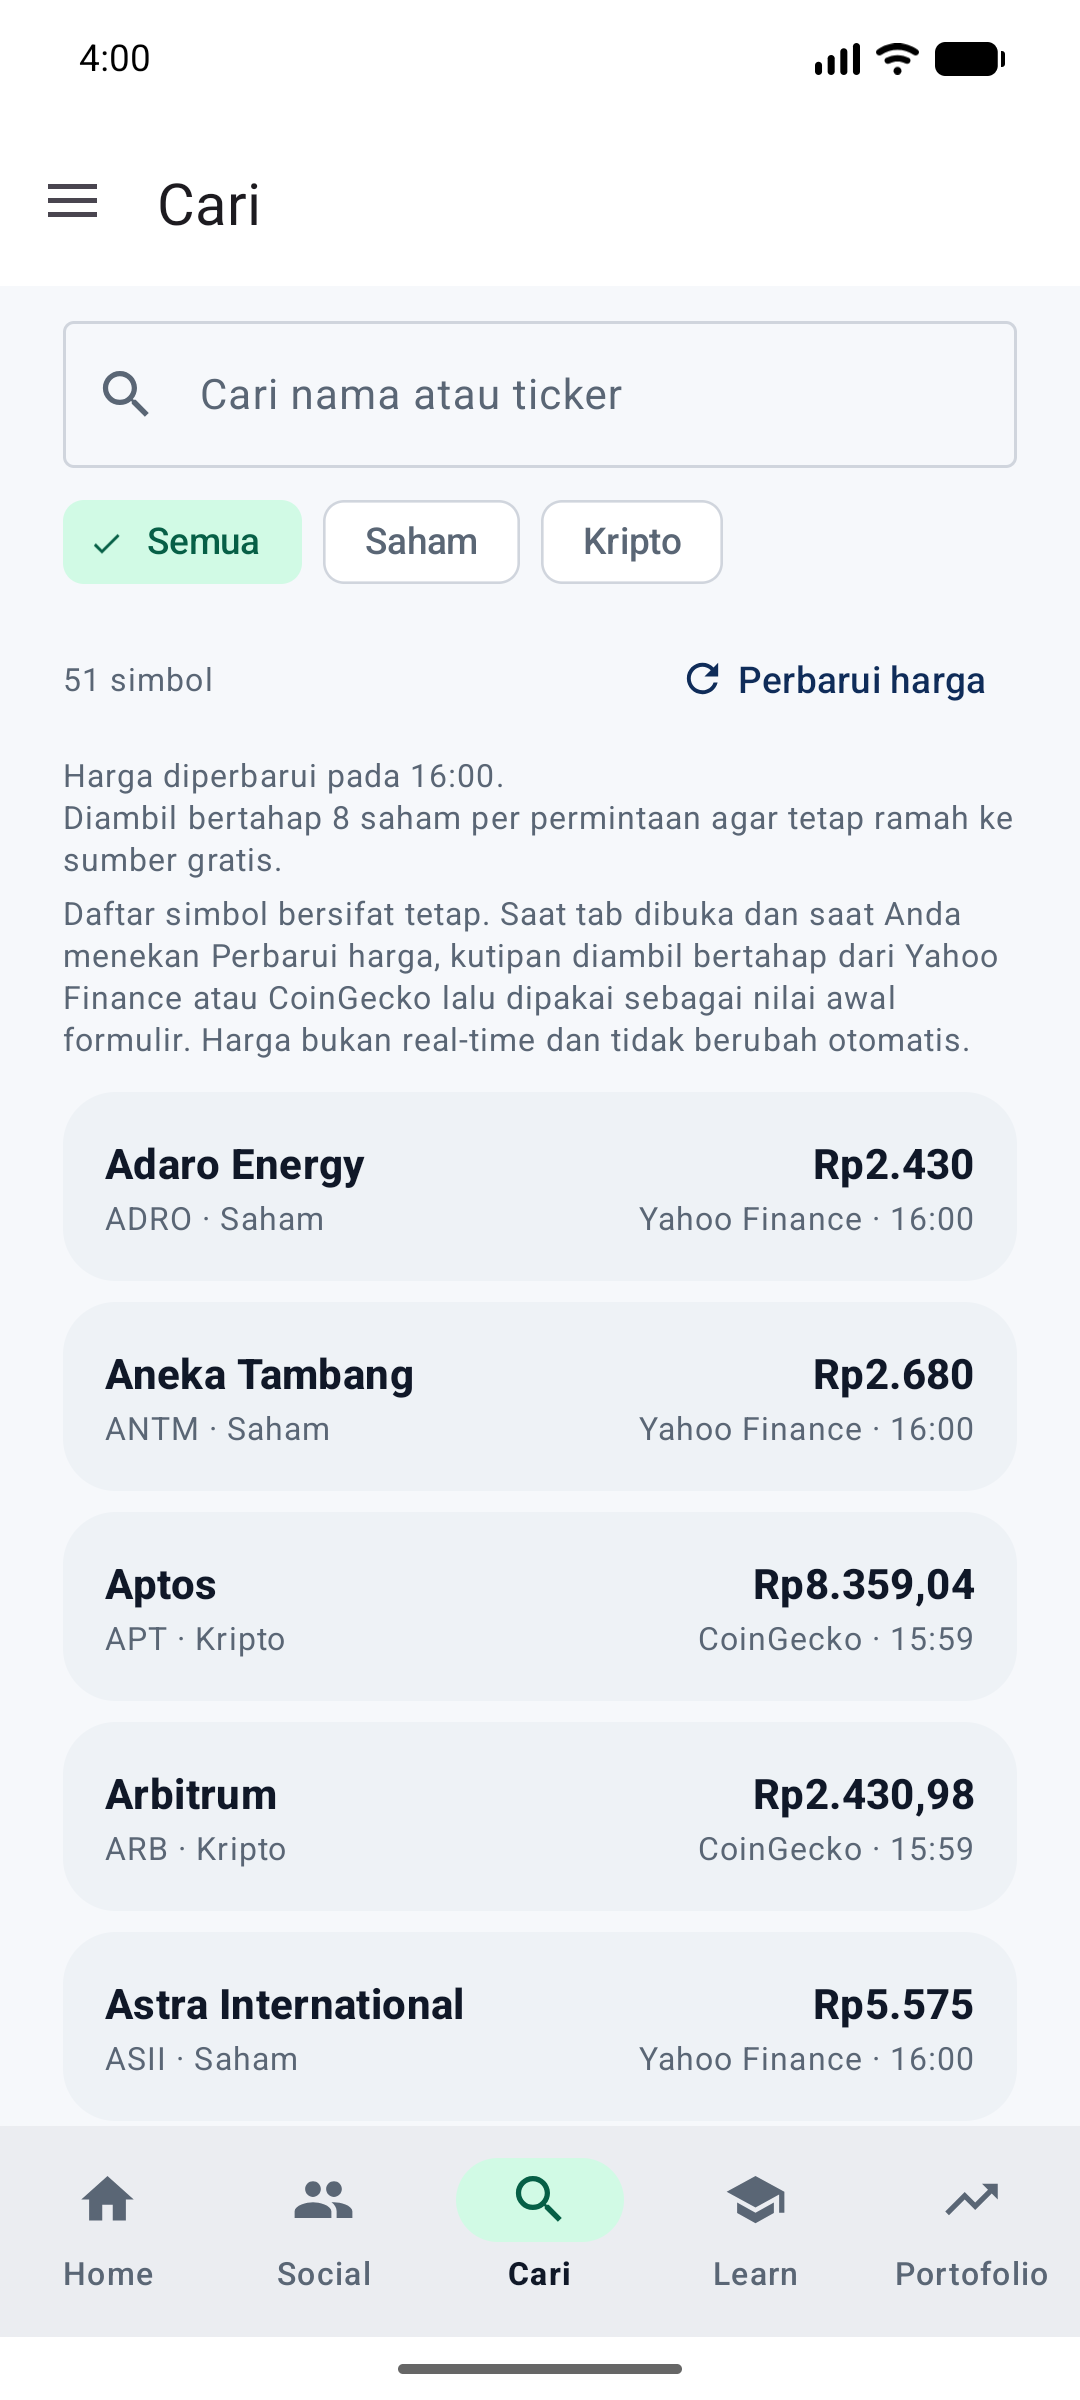 4:00
Cari
Cari nama atau ticker
Semua
Saham
Kripto
51 simbol
Perbarui harga
Harga diperbarui pada 16:00.
Diambil bertahap 8 saham per permintaan agar tetap ramah ke
sumber gratis.
Daftar simbol bersifat tetap. Saat tab dibuka dan saat Anda
menekan Perbarui harga, kutipan diambil bertahap dari Yahoo
Finance atau CoinGecko lalu dipakai sebagai nilai awal
formulir. Harga bukan real-time dan tidak berubah otomatis.
Adaro Energy
Rp2.430
ADRO · Saham
Yahoo Finance · 16:00
Aneka Tambang
Rp2.680
ANTM · Saham
Yahoo Finance · 16:00
Aptos
Rp8.359,04
APT · Kripto
CoinGecko · 15:59
Arbitrum
Rp2.430,98
ARB · Kripto
CoinGecko · 15:59
Astra International
Rp5.575
ASII · Saham
Yahoo Finance · 16:00
Home
Social
Cari
Learn
Portofolio